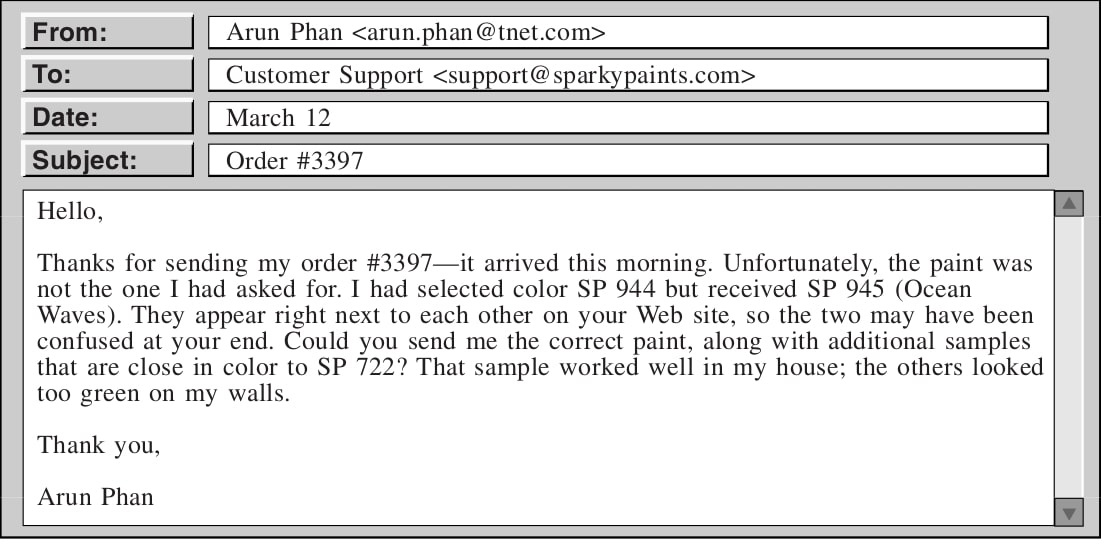 From: Arun Phan <arun.phan@tnet.com>
To: Customer Support <support@sparkypaints.com>
Date: March 12
Subject: Order #3397
Hello,
Thanks for sending my order #3397—it arrived this morning. Unfortunately, the paint was
not the one I had asked for. I had selected color SP 944 but received SP 945 (Ocean
Waves). They appear right next to each other on your Web site, so the two may have been
confused at your end. Could you send me the correct paint, along with additional samples
that are close in color to SP 722? That sample worked well in my house; the others looked
too green on my walls.
Thank you,
Arun Phan